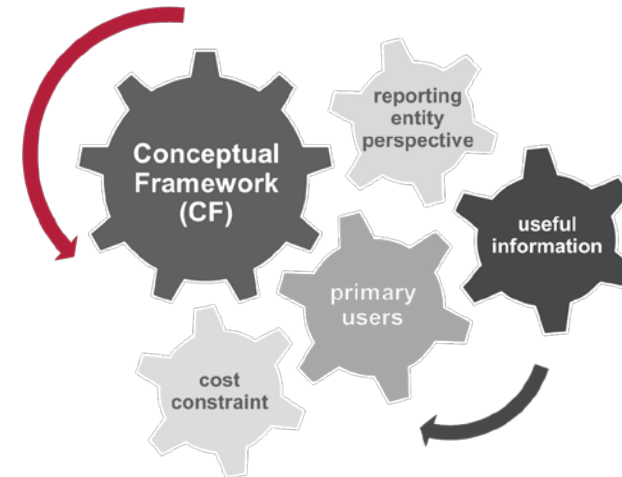 Conceptual
Framework
(CF)
reporting
entity
perspective
useful
information
primary
users
cost
constraint